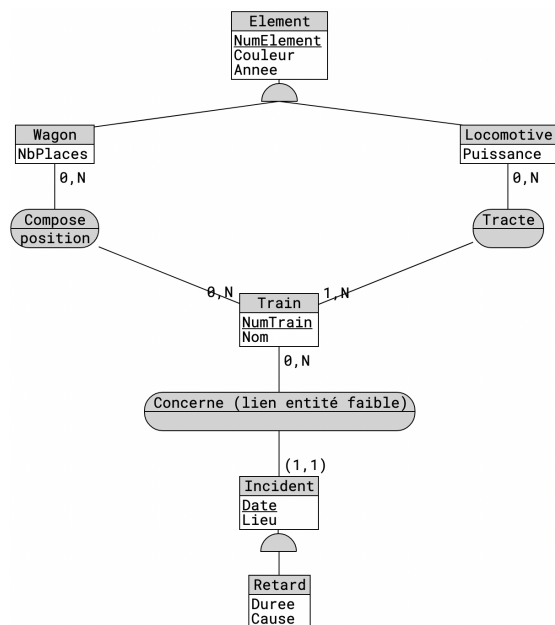 Element
NumElement
Couleur
Annee
Wagon
NbPlaces
Locomotive
Puissance
0,N
0,N
Compose
position
Tracte
0,N
1,N
Train
NumTrain
Nom
0,N
Concerne (lien entité faible)
(1,1)
Incident
Date
Lieu
Retard
Duree
Cause